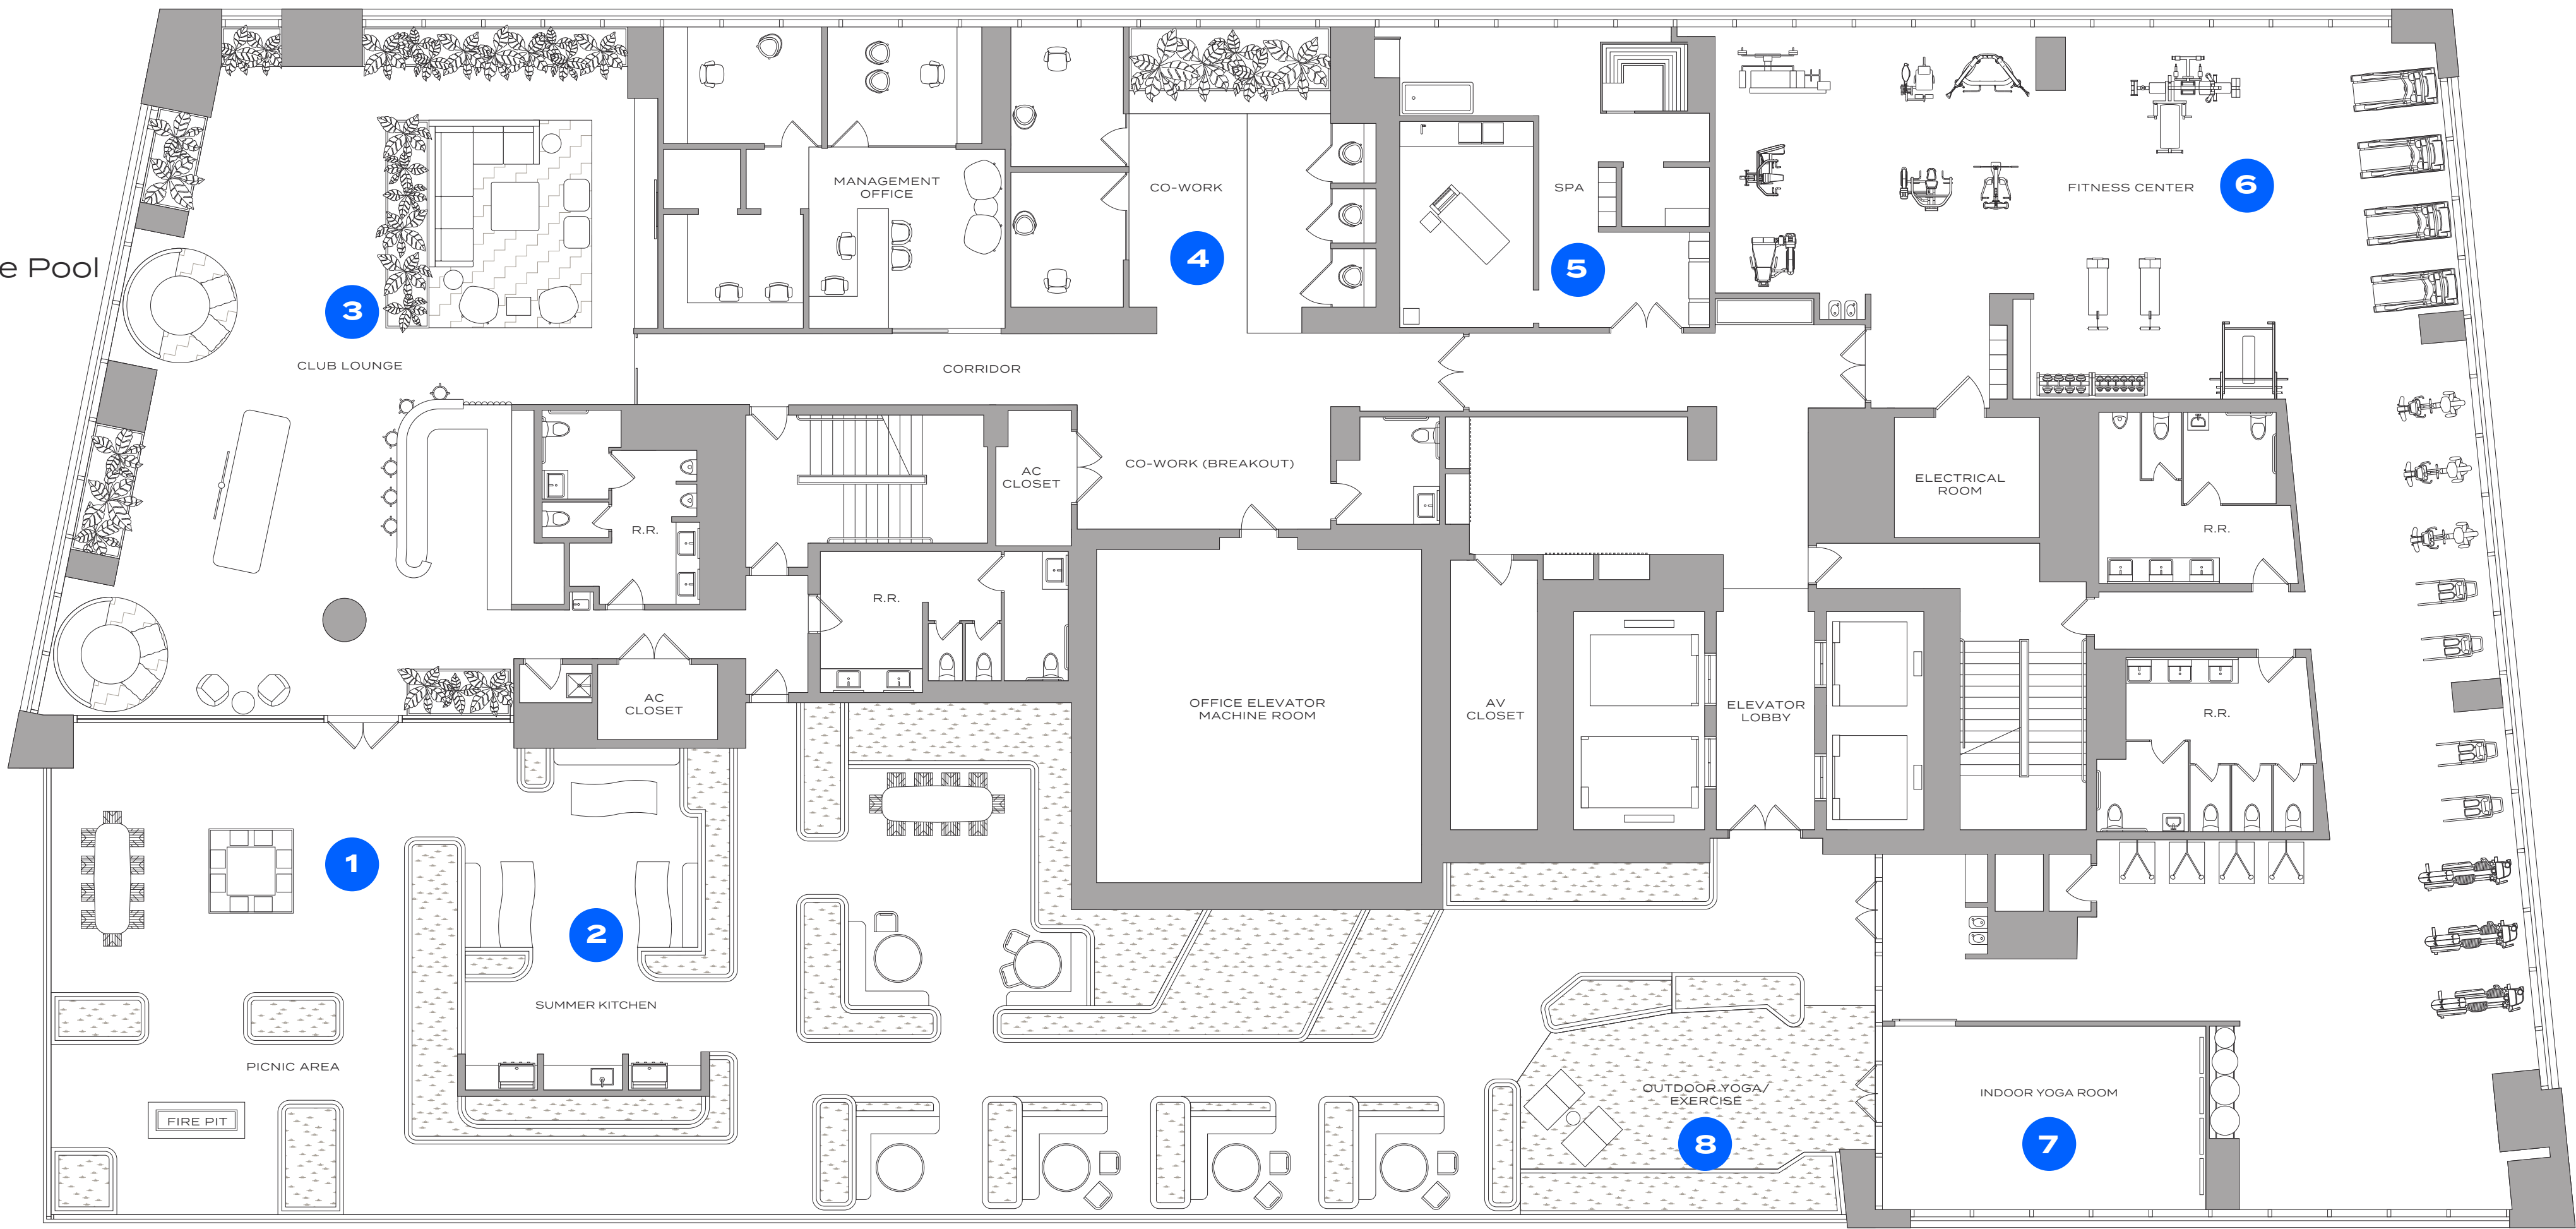 MANAGEMENT
OFFICE
CO-WORK
SPA
FITNESS CENTER
6
4
5
e Pool
3
CLUB LOUNGE
CORRIDOR
CO-WORK (BREAKOUT)
AC
CLOSET
ELECTRICAL
ROOM
R.R.
R.R.
R.R.
AC
CLOSET
OFFICE ELEVATOR
MACHINE ROOM
AV
CLOSET
ELEVATOR
LOBBY
R.R.
1
2
SUMMER KITCHEN
PICNIC AREA
FIRE PIT
OUTDOOR YOGA/
EXERCISE
8
INDOOR YOGA ROOM
7